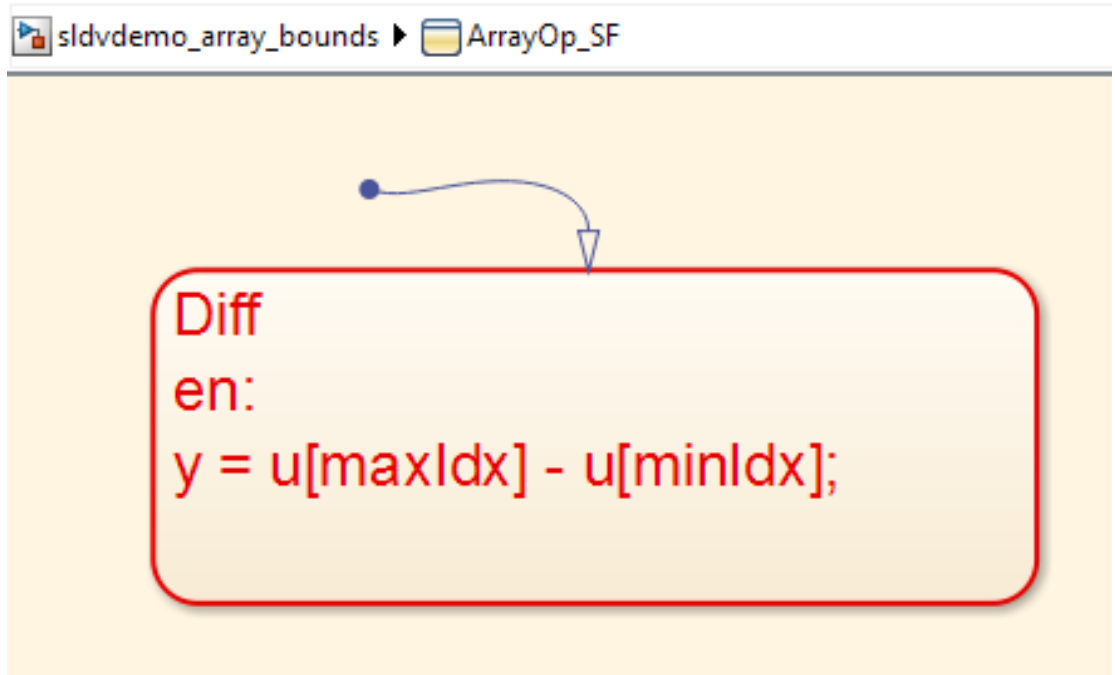 sldvdemo_array_bounds ▶ ArrayOp_SF
Diff
en:
y = u[maxIdx] - u[minIdx];